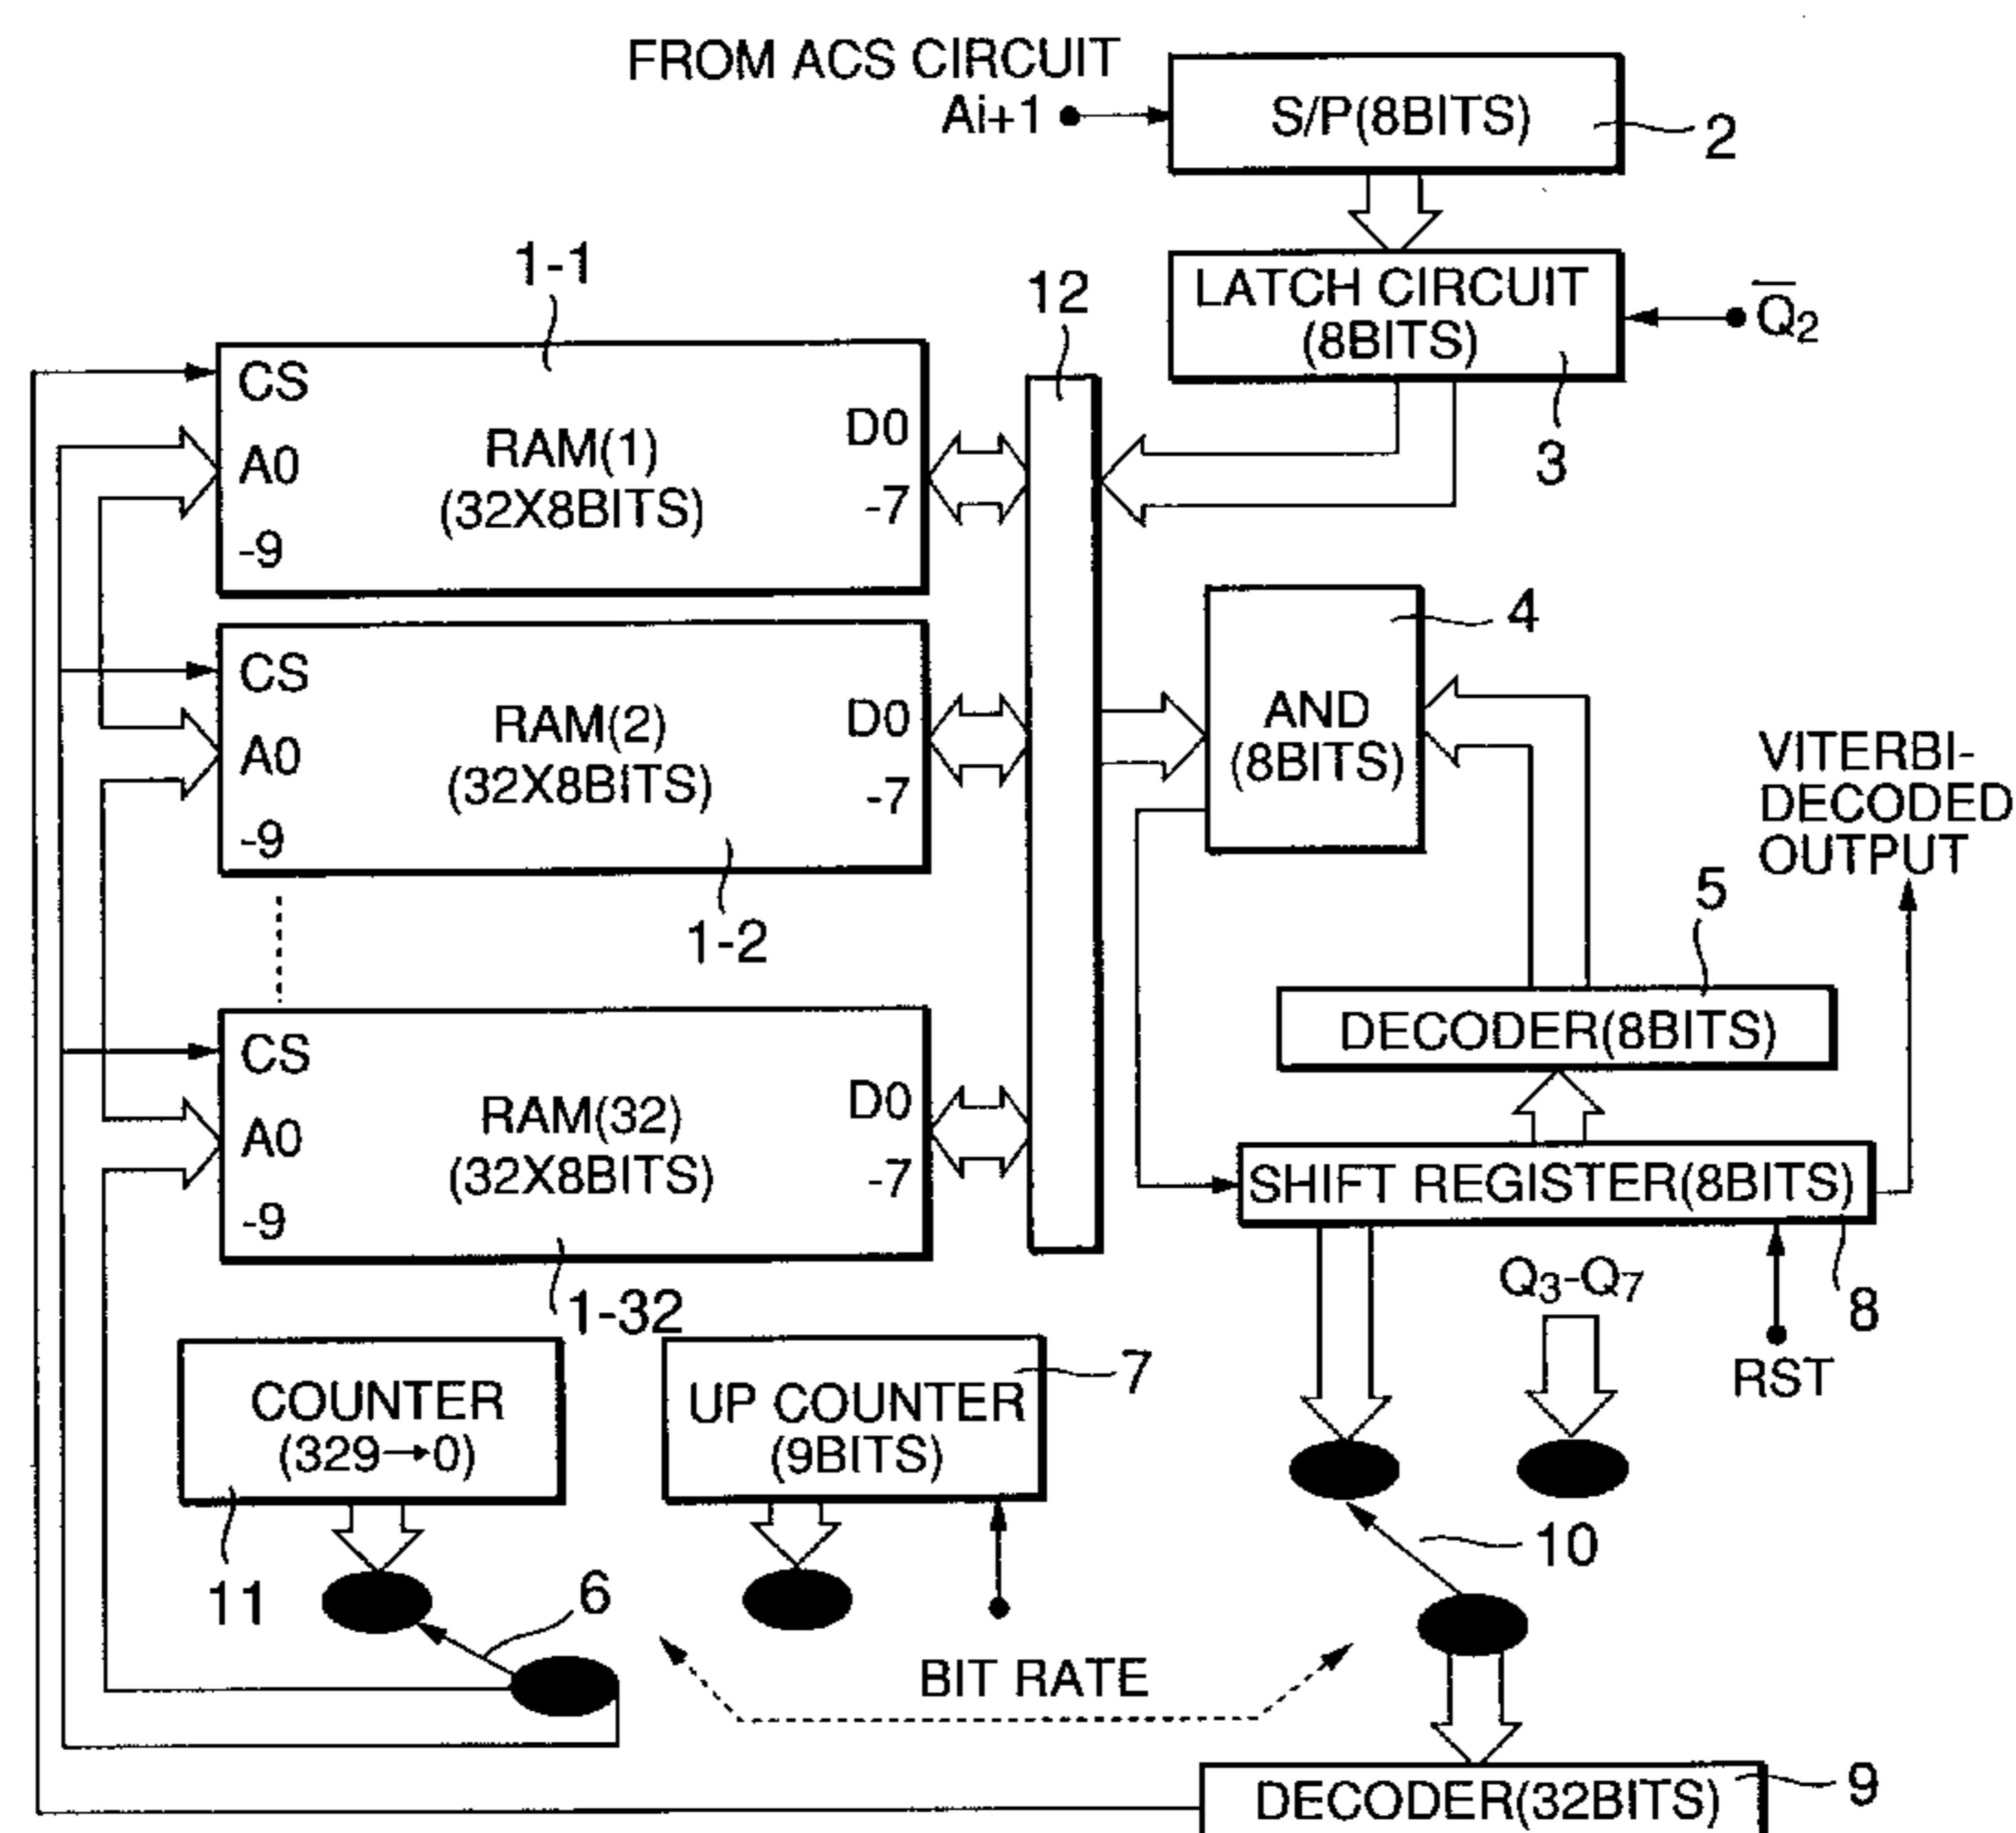 FROM ACS CIRCUIT
Ai+1
S/P(8BITS)
2
LATCH CIRCUIT
(8BITS)
Q̅2
3
1-1
12
CS
A0
-9
RAM(1)
(32X8BITS)
D0
-7
CS
A0
-9
RAM(2)
(32X8BITS)
D0
-7
1-2
4
AND
(8BITS)
VITERBI-
DECODED
OUTPUT
5
DECODER(8BITS)
CS
A0
-9
RAM(32)
(32X8BITS)
D0
-7
1-32
SHIFT REGISTER(8BITS)
Q3-Q7
8
RST
COUNTER
(329→0)
11
UP COUNTER
(9BITS)
7
6
10
BIT RATE
DECODER(32BITS)
9